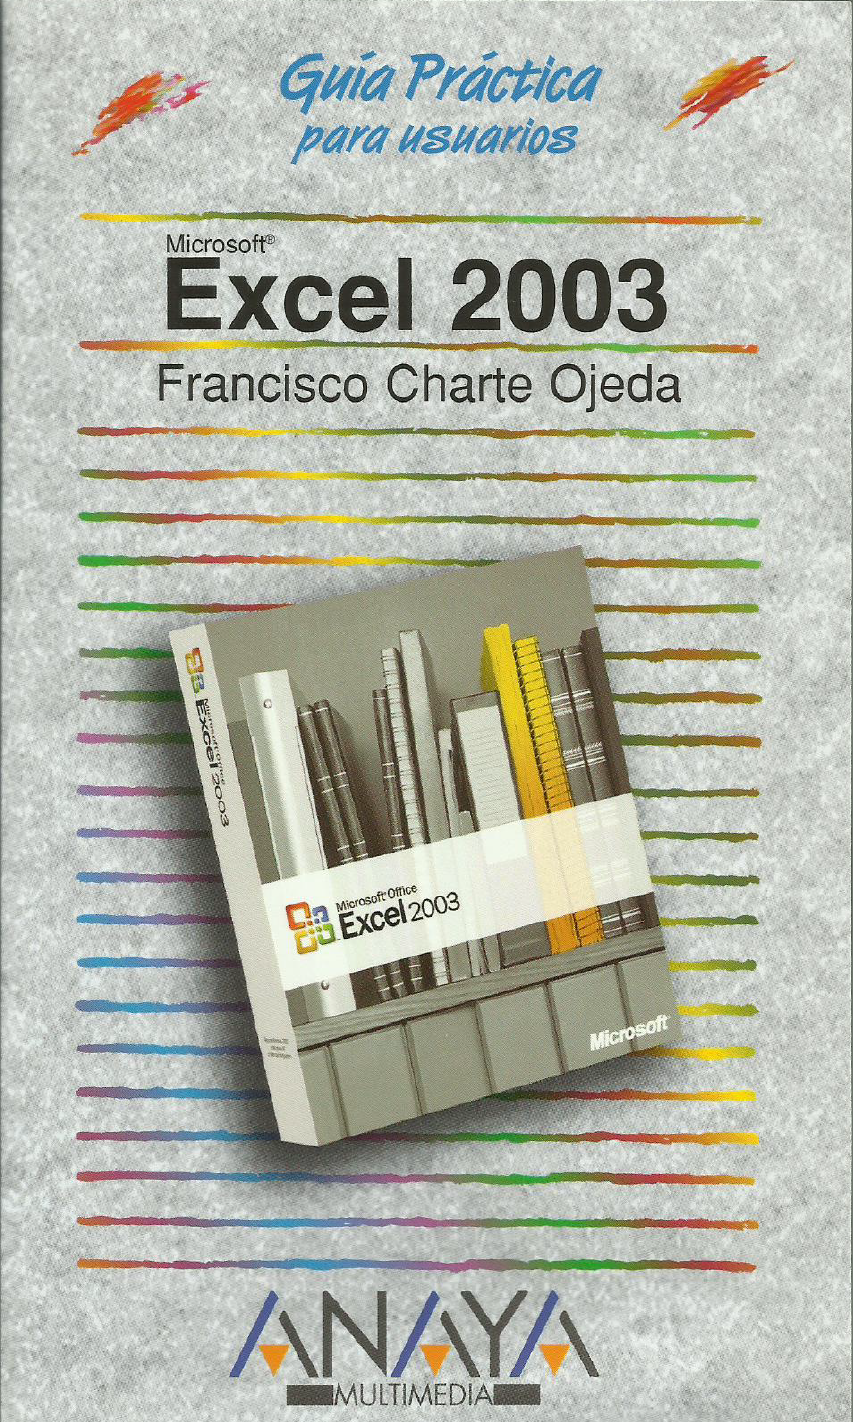 Guía Práctica
para usuarios
Microsoft®
Excel 2003
Francisco Charte Ojeda
Microsoft Office
Excel 2003
Microsoft Office
Excel 2003
Microsoft
ANAYA
MULTIMEDIA